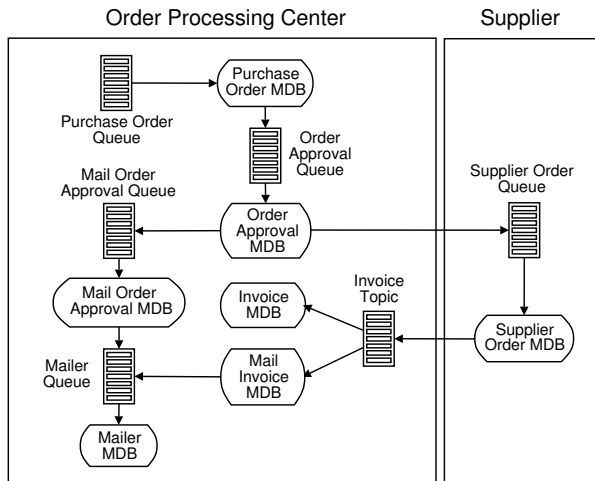 Order Processing Center
Supplier
Purchase
Order MDB
Purchase Order
Queue
Order
Approval
Queue
Mail Order
Approval Queue
Supplier Order
Queue
Order
Approval
MDB
Mail Order
Approval MDB
Invoice
MDB
Invoice
Topic
Supplier
Order MDB
Mailer
Queue
Mail
Invoice
MDB
Mailer
MDB